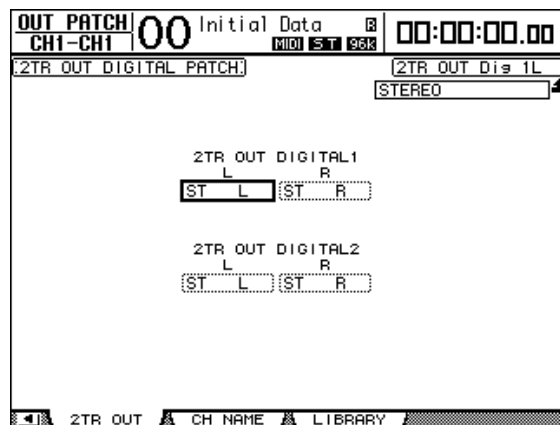 OUT PATCH
CH1-CH1
00 Initial Data
MIDI ST 96k
00:00:00.00
2TR OUT DIGITAL PATCH
2TR OUT Dig 1L
STEREO
2TR OUT DIGITAL1
L R
ST L ST R
2TR OUT DIGITAL2
L R
ST L ST R
2TR OUT CH NAME LIBRARY